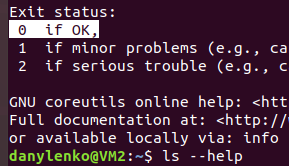 Exit status:
 0  if OK,
 1  if minor problems (e.g., ca
 2  if serious trouble (e.g., c

GNU coreutils online help: <htt
Full documentation at: <http://
or available locally via: info
danylenko@VM2:~$ ls --help